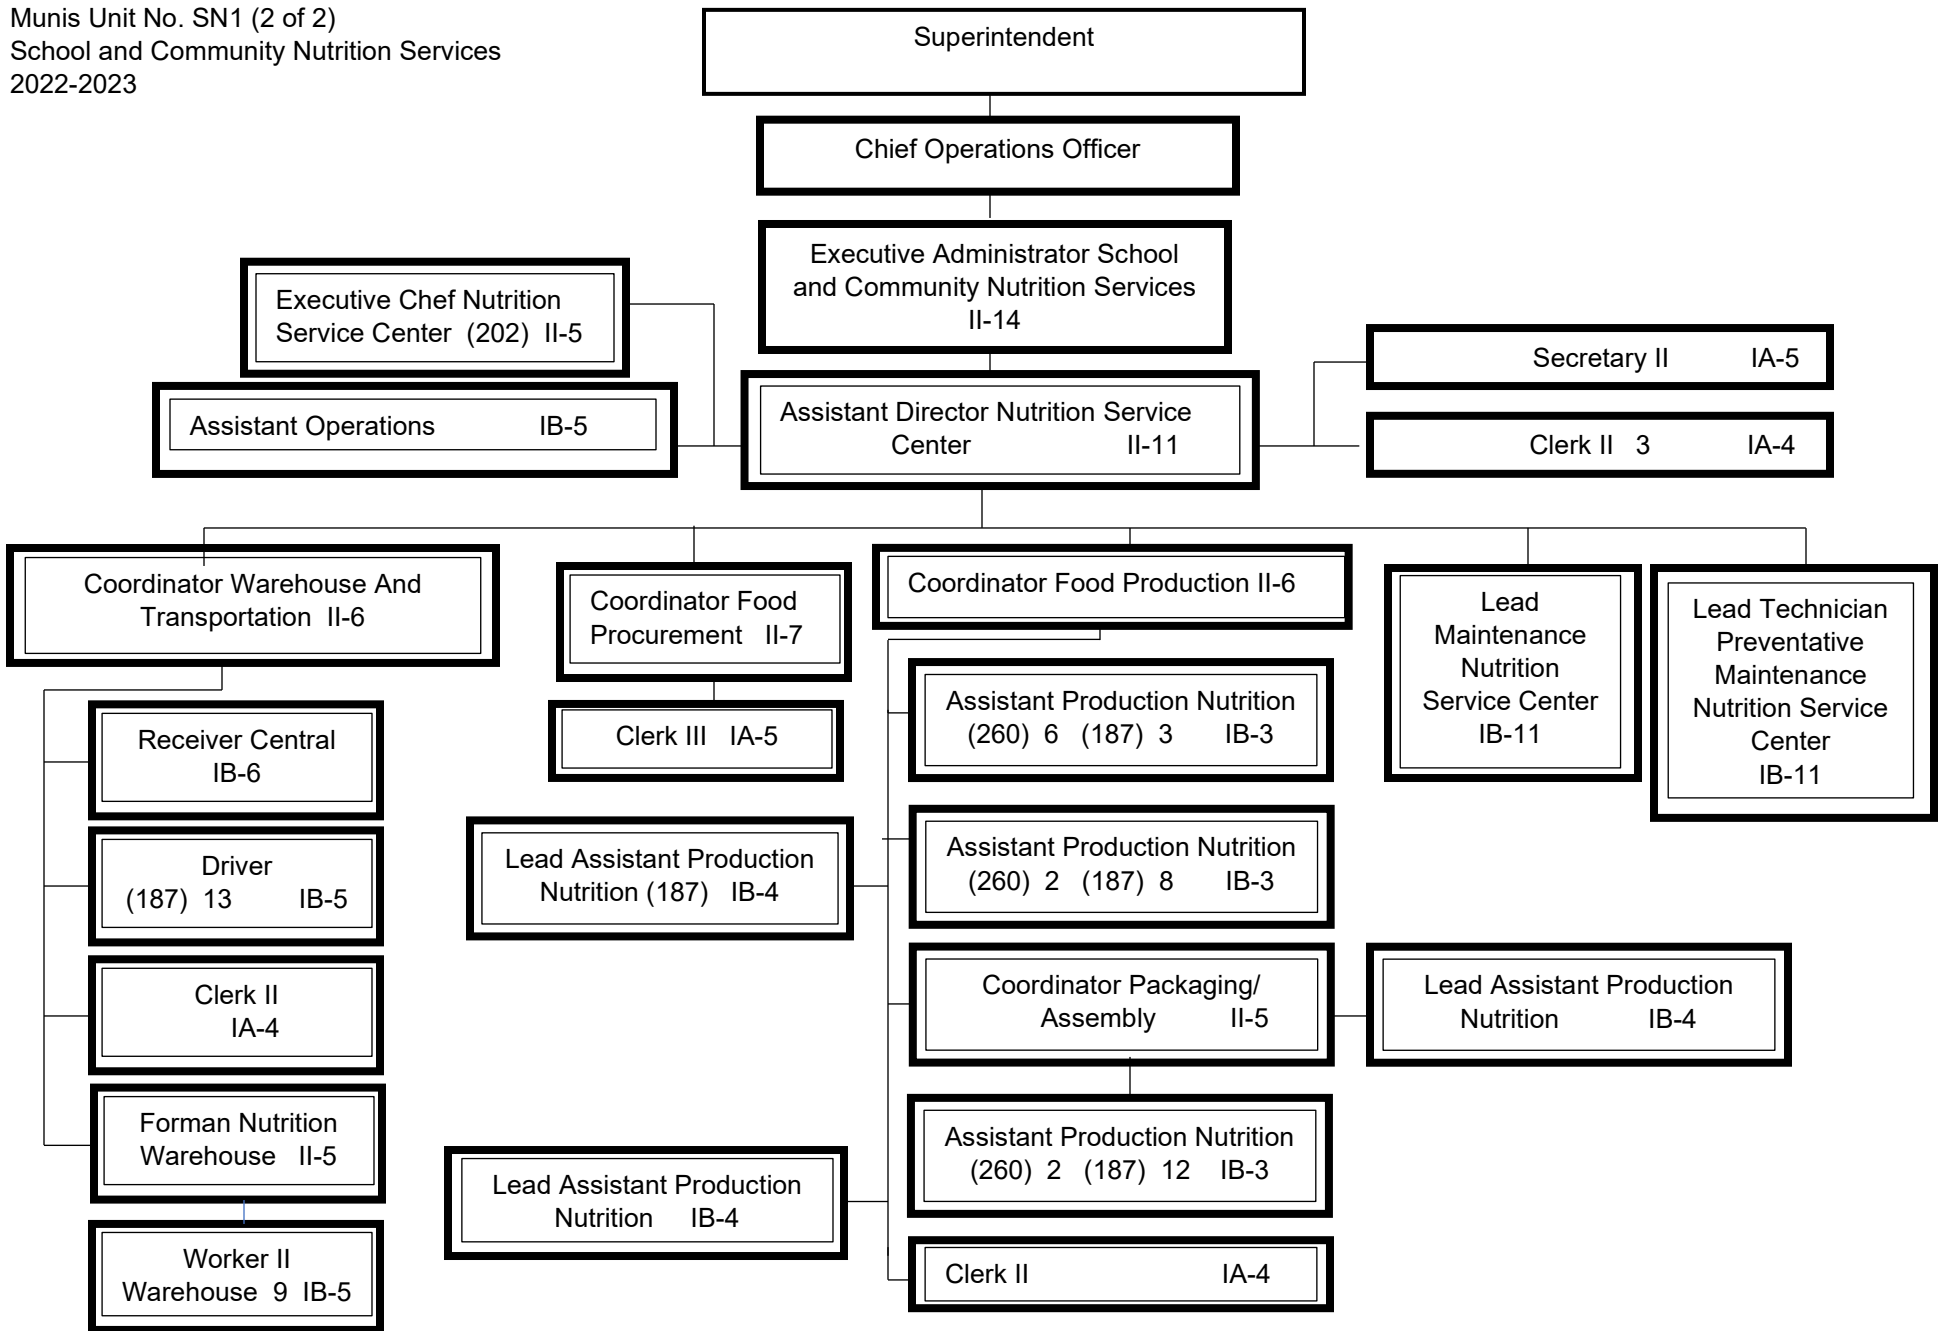 Munis Unit No. SN1 (2 of 2)
School and Community Nutrition Services
2022-2023
Superintendent
Chief Operations Officer
Executive Administrator School
and Community Nutrition Services
II-14
Executive Chef Nutrition
Service Center (202) II-5
Assistant Operations IB-5
Assistant Director Nutrition Service
Center II-11
Secretary II IA-5
Clerk II 3 IA-4
Coordinator Warehouse And
Transportation II-6
Receiver Central
IB-6
Driver
(187) 13 IB-5
Clerk II
IA-4
Forman Nutrition
Warehouse II-5
Worker II
Warehouse 9 IB-5
Coordinator Food
Procurement II-7
Clerk III IA-5
Coordinator Food Production II-6
Assistant Production Nutrition
(260) 6 (187) 3 IB-3
Lead Assistant Production
Nutrition (187) IB-4
Assistant Production Nutrition
(260) 2 (187) 8 IB-3
Coordinator Packaging/
Assembly II-5
Lead Assistant Production
Nutrition IB-4
Assistant Production Nutrition
(260) 2 (187) 12 IB-3
Lead Assistant Production
Nutrition IB-4
Clerk II IA-4
Lead
Maintenance
Nutrition
Service Center
IB-11
Lead Technician
Preventative
Maintenance
Nutrition Service
Center
IB-11